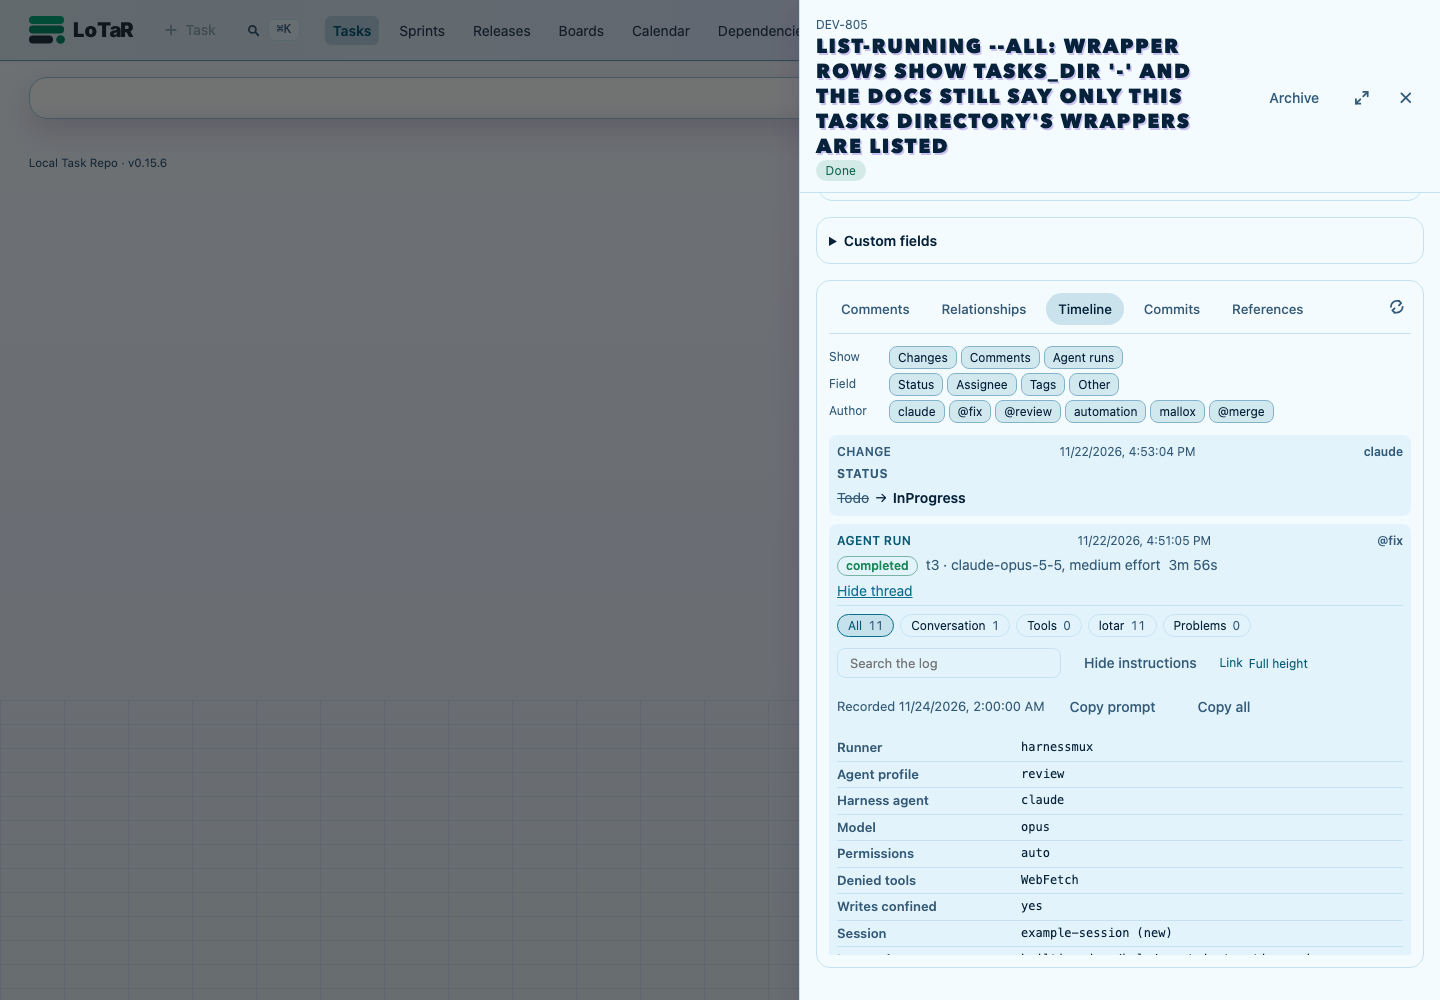 LoTaR
+ Task
⌘K
Tasks
Sprints
Releases
Boards
Calendar
Local Task Repo · v0.15.6
DEV-805
LIST-RUNNING --ALL: WRAPPER
ROWS SHOW TASKS_DIR '-' AND
THE DOCS STILL SAY ONLY THIS
TASKS DIRECTORY'S WRAPPERS
ARE LISTED
Done
Archive
Custom fields
Comments
Relationships
Timeline
Commits
References
Show Changes Comments Agent runs
Field Status Assignee Tags Other
Author claude @fix @review automation mallox @merge
CHANGE 11/22/2026, 4:53:04 PM claude
STATUS
Todo → InProgress
AGENT RUN 11/22/2026, 4:51:05 PM @fix
completed t3 · claude-opus-5-5, medium effort 3m 56s
Hide thread
All 11 Conversation 1 Tools 0 lotar 11 Problems 0
Search the log Hide instructions Link Full height
Recorded 11/24/2026, 2:00:00 AM Copy prompt Copy all
Runner harnessmux
Agent profile review
Harness agent claude
Model opus
Permissions auto
Denied tools WebFetch
Writes confined yes
Session example-session (new)